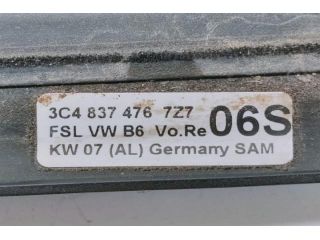 3C4 837 476 7Z7
FSL VW B6 Vo.Re 06S
KW 07 (AL) Germany SAM